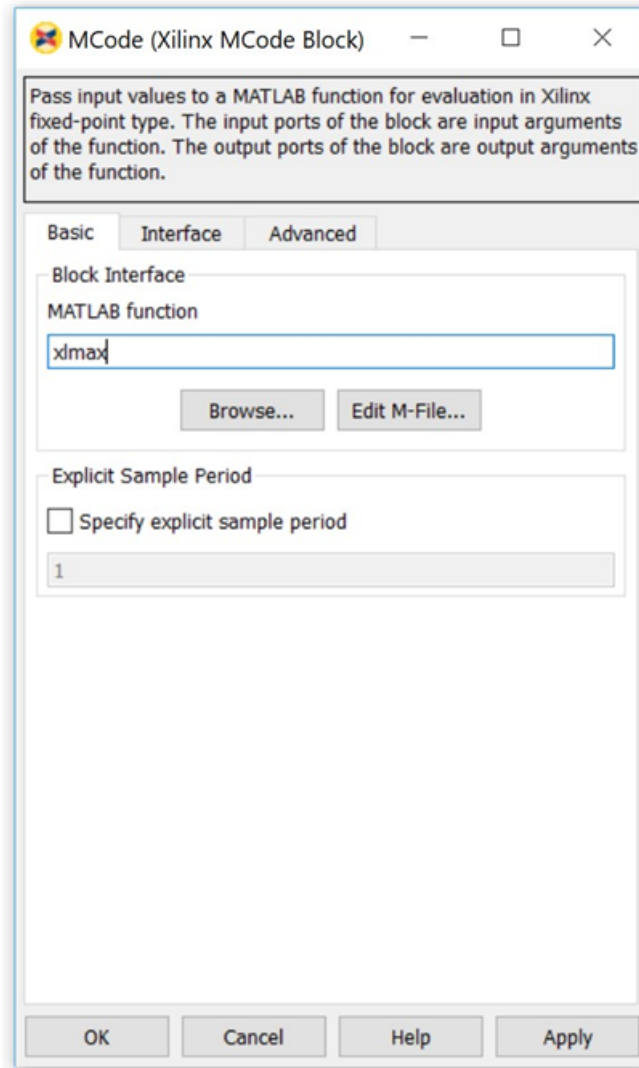 MCode (Xilinx MCode Block)
Pass input values to a MATLAB function for evaluation in Xilinx
fixed-point type. The input ports of the block are input arguments
of the function. The output ports of the block are output arguments
of the function.
Basic Interface Advanced
Block Interface
MATLAB function
xlmax
Browse... Edit M-File...
Explicit Sample Period
Specify explicit sample period
1
OK Cancel Help Apply